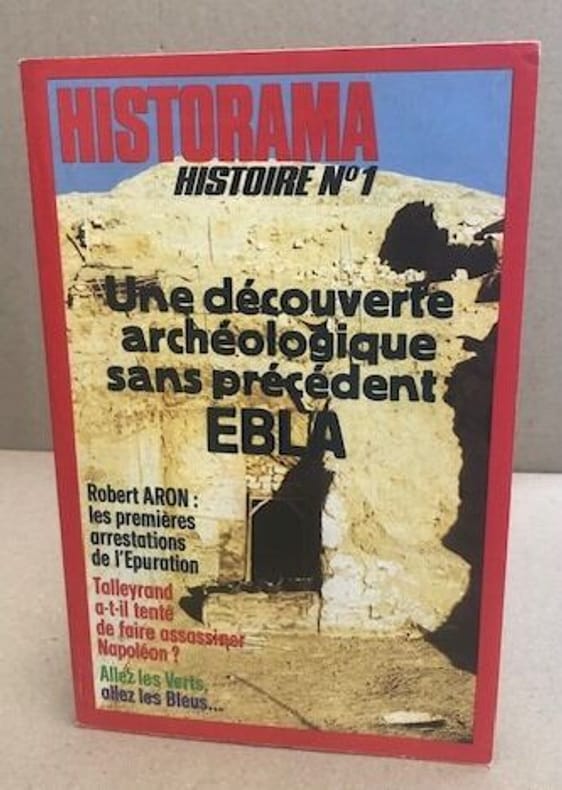 HISTORAMA
HISTOIRE Nº1
Une découverte
archéologique
sans précédent :
EBLA
Robert ARON :
les premières
arrestations
de l'Epuration
Talleyrand
a-t-il tenté
de faire assassiner
Napoléon ?
Allez les Verts,
allez les Bleus...